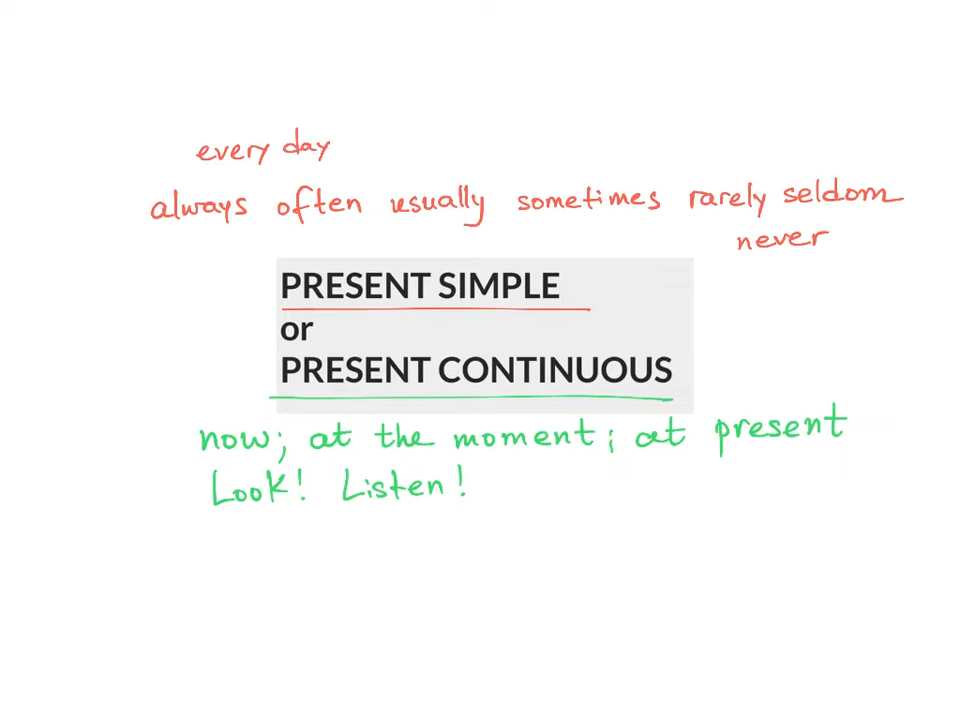 every day
always often usually sometimes rarely seldom
never
PRESENT SIMPLE
or
PRESENT CONTINUOUS
now; at the moment; at present
Look! Listen!